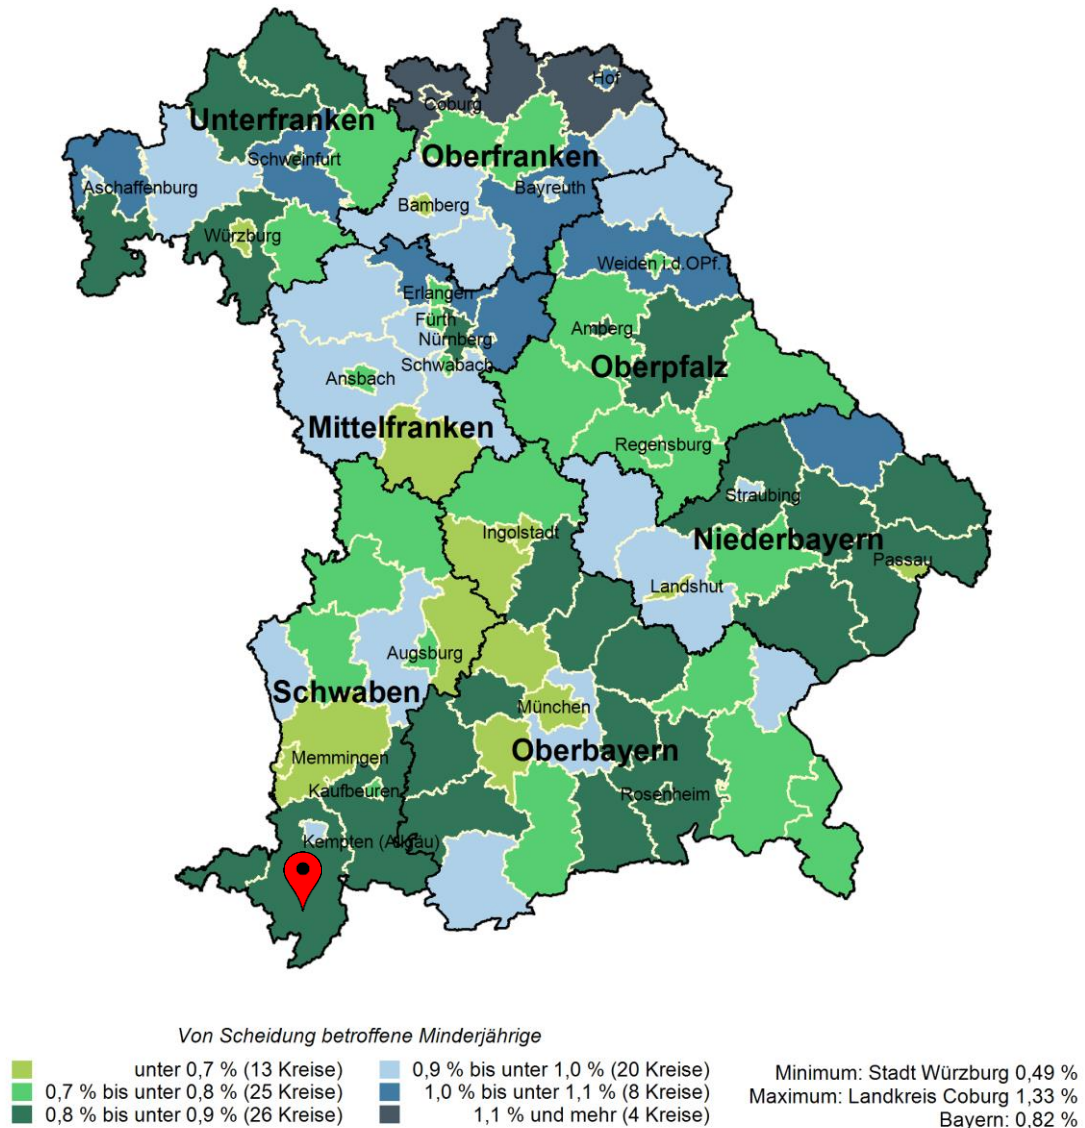 Hof
Coburg
Unterfranken
Schweinfurt
Oberfranken
Aschaffenburg
Bayreuth
Bamberg
Würzburg
Weiden i.d.OPf.
Erlangen
Fürth
Amberg
Nürnberg
Schwabach
Oberpfalz
Ansbach
Mittelfranken
Regensburg
Straubing
Ingolstadt
Niederbayern
Passau
Landshut
Augsburg
Schwaben
München
Oberbayern
Memmingen
Kaufbeuren
Rosenheim
Kempten (Allgäu)
Von Scheidung betroffene Minderjährige
unter 0,7 % (13 Kreise)
0,7 % bis unter 0,8 % (25 Kreise)
0,8 % bis unter 0,9 % (26 Kreise)
0,9 % bis unter 1,0 % (20 Kreise)
1,0 % bis unter 1,1 % (8 Kreise)
1,1 % und mehr (4 Kreise)
Minimum: Stadt Würzburg 0,49 %
Maximum: Landkreis Coburg 1,33 %
Bayern: 0,82 %